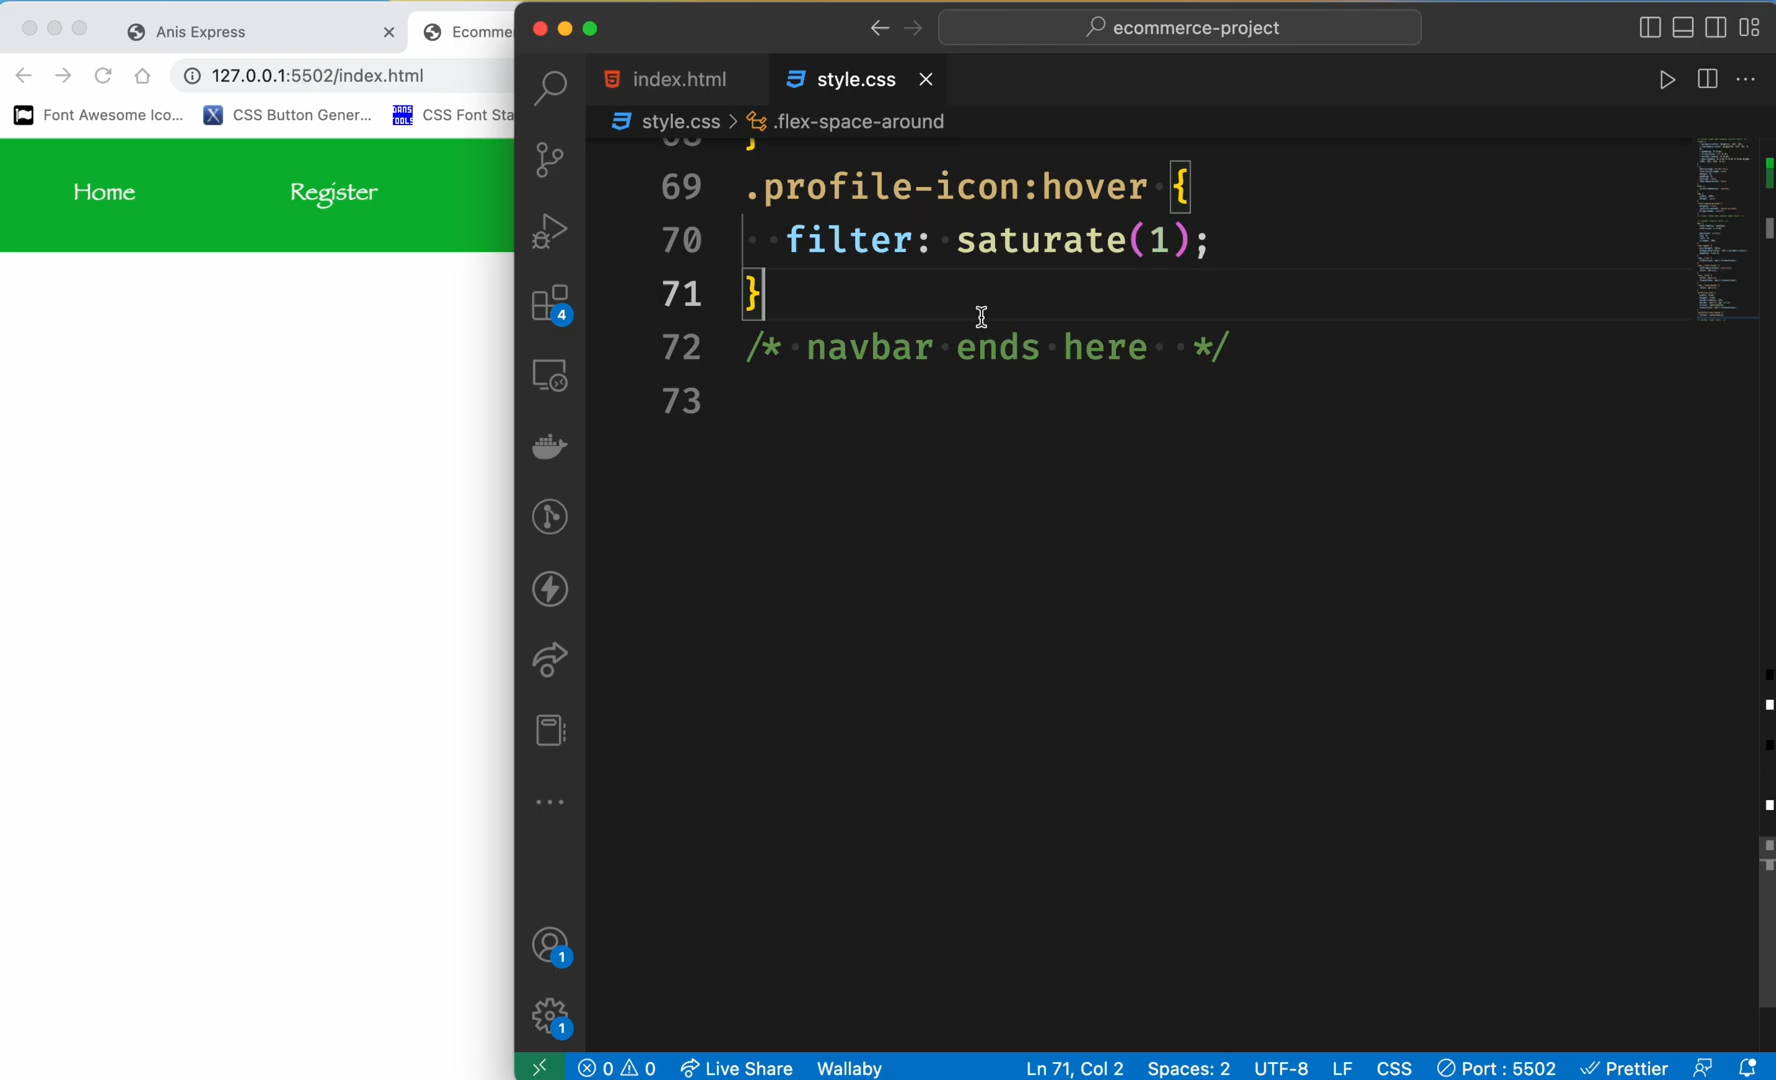 Anis Express
Ecomme
127.0.0.1:5502/index.html
Font Awesome Ico...
CSS Button Gener...
CSS Font Sta
Home
Register
ecommerce-project
index.html
style.css
style.css > .flex-space-around
69 .profile-icon:hover {
70 filter: saturate(1);
71 }
72 /* navbar ends here */
73
4
1
1
0 0 Live Share Wallaby Ln 71, Col 2 Spaces: 2 UTF-8 LF CSS Port : 5502 Prettier